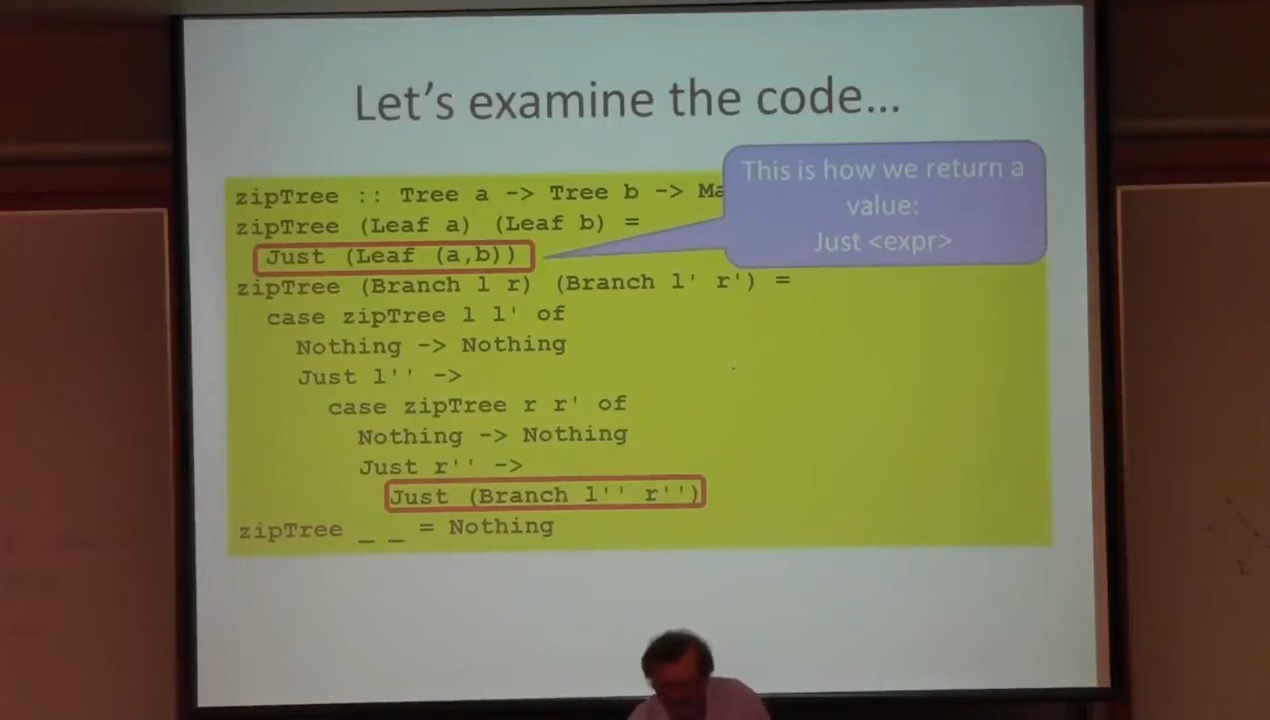 Let's examine the code...
zipTree :: Tree a -> Tree b -> Ma
This is how we return a
value:
Just <expr>
zipTree (Leaf a) (Leaf b) =
Just (Leaf (a,b))
zipTree (Branch l r) (Branch l' r') =
case zipTree l l' of
Nothing -> Nothing
Just l'' ->
case zipTree r r' of
Nothing -> Nothing
Just r'' ->
Just (Branch l'' r'')
zipTree _ _ = Nothing